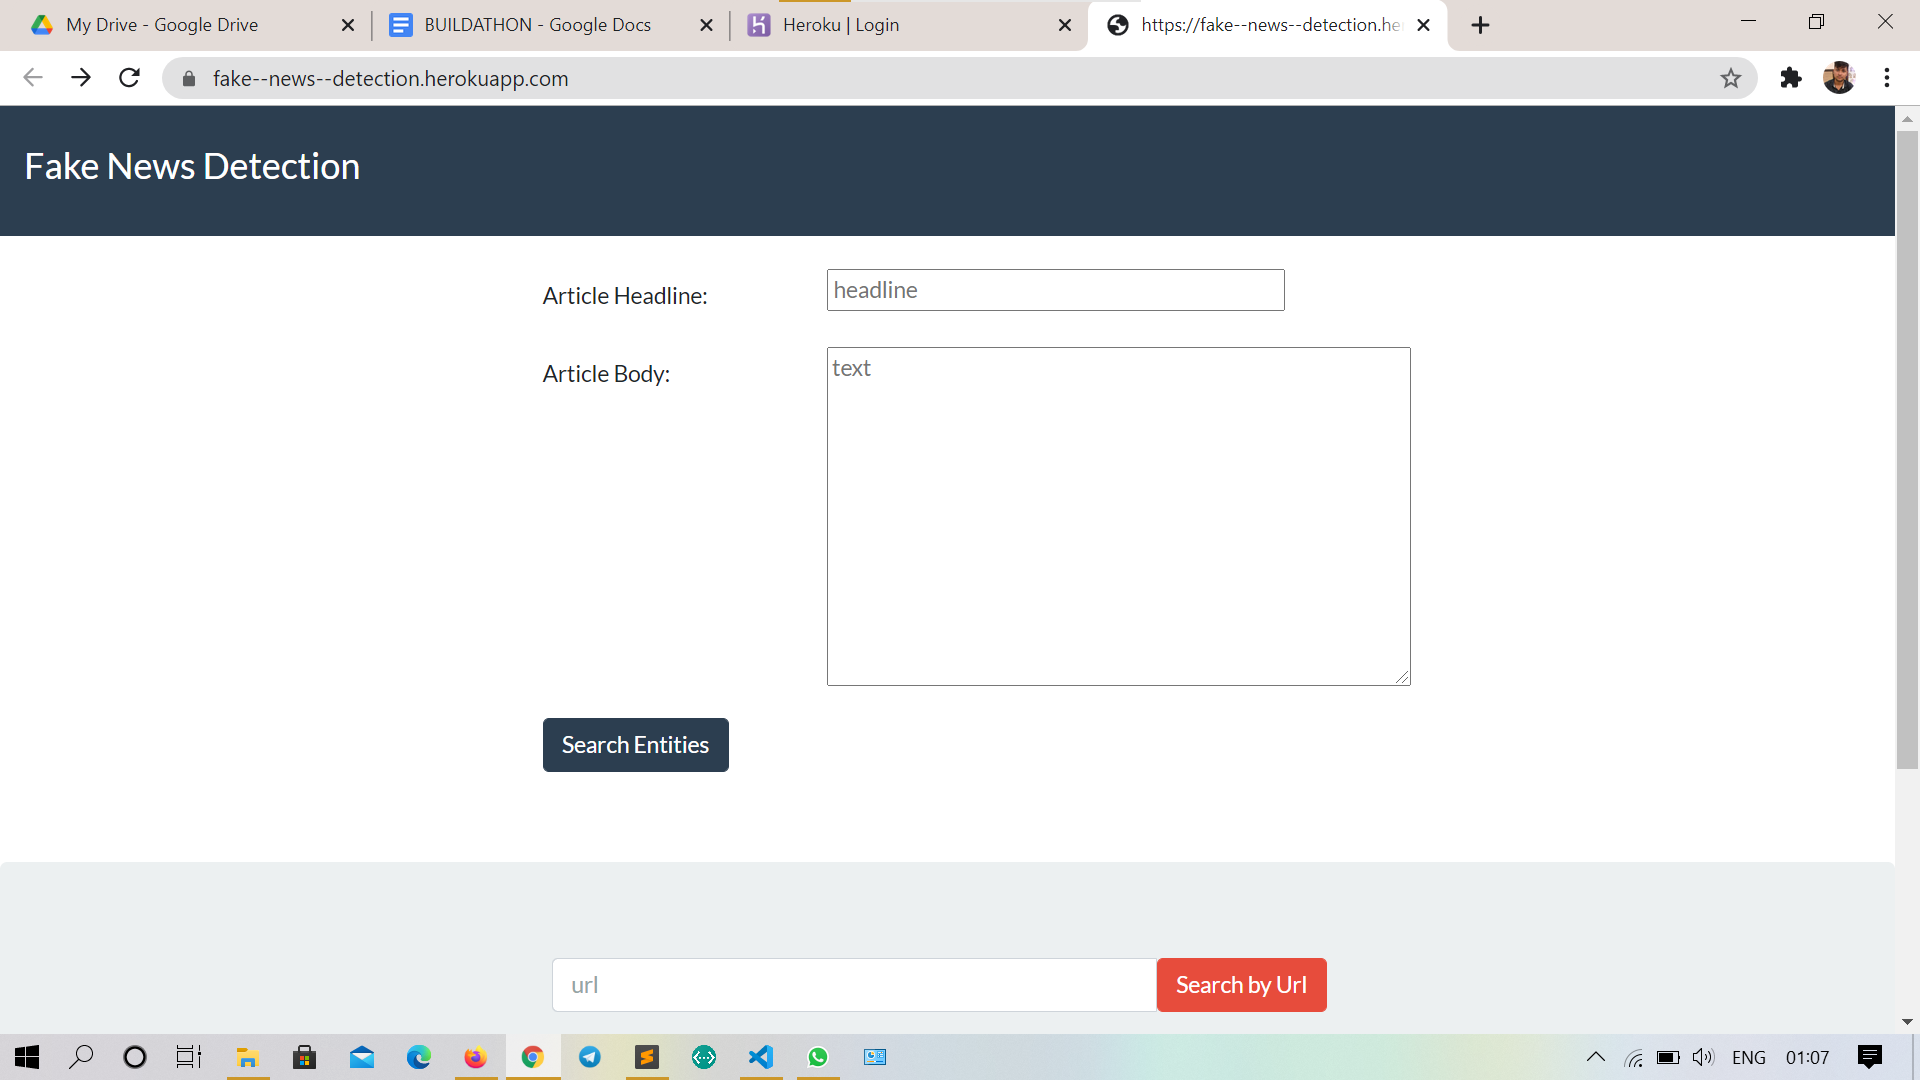 My Drive - Google Drive
BUILDATHON - Google Docs
Heroku | Login
https://fake--news--detection.he
fake--news--detection.herokuapp.com
Fake News Detection
Article Headline:
headline
Article Body:
text
Search Entities
url
Search by Url
ENG
01:07